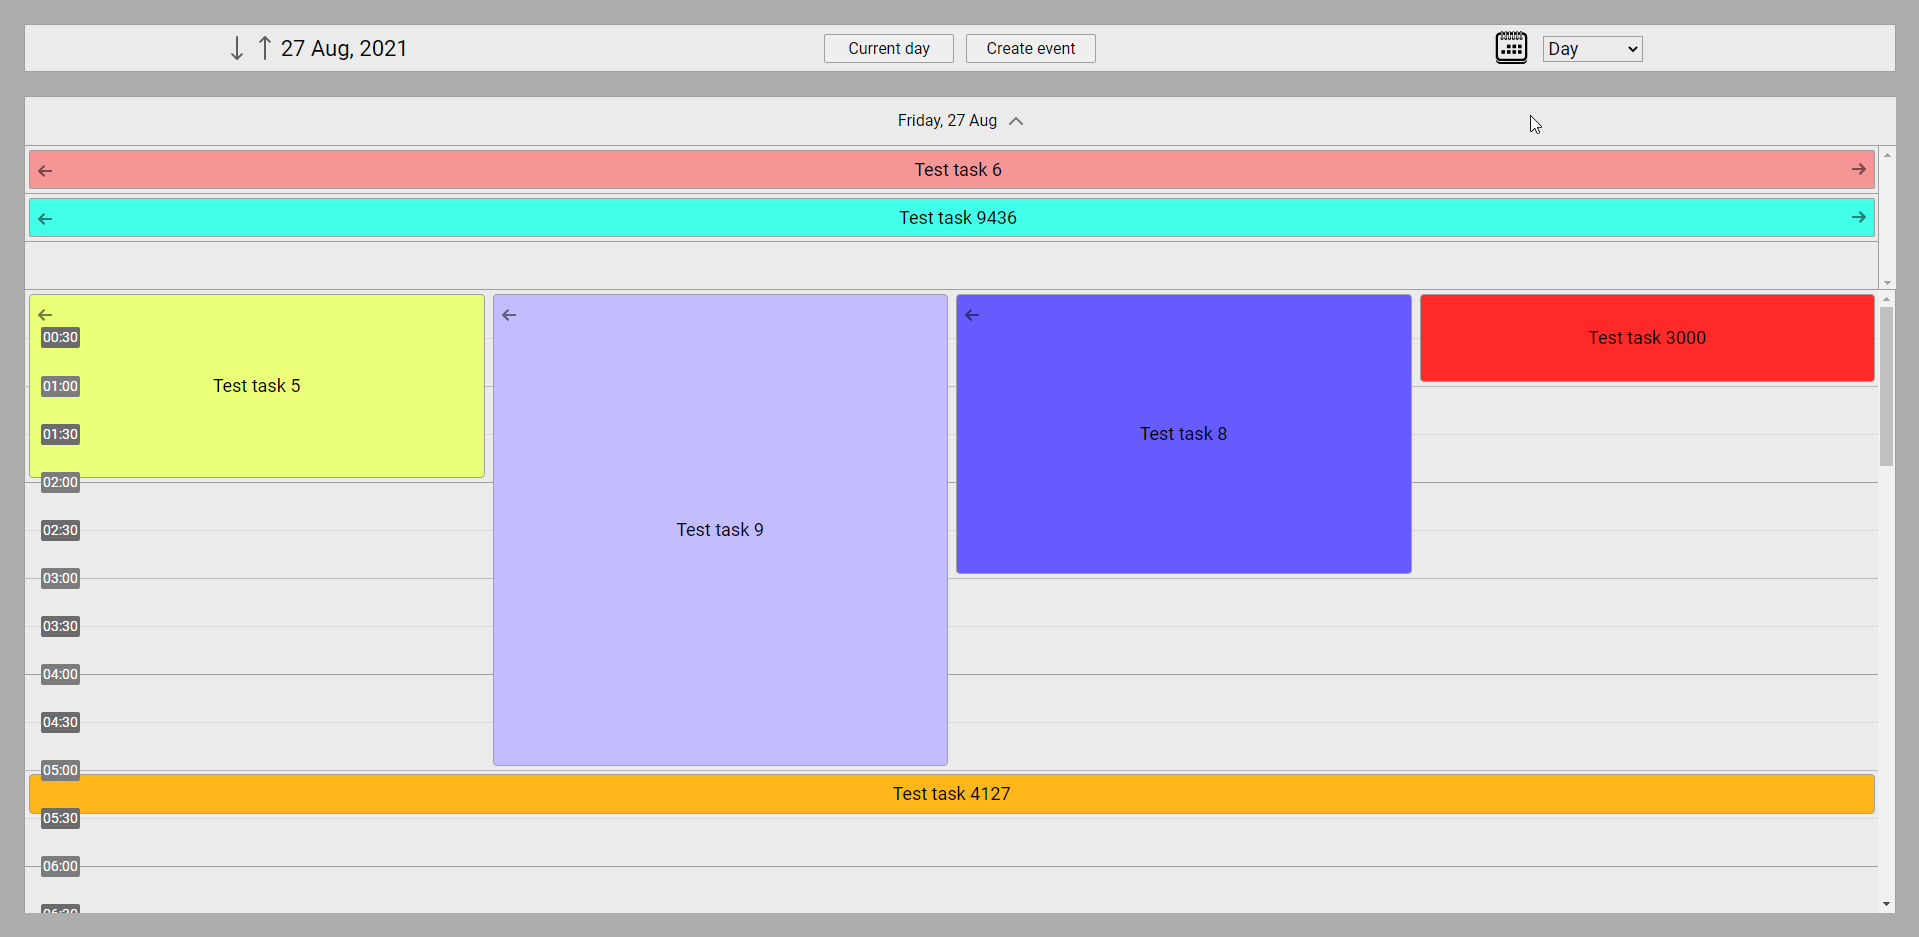 27 Aug, 2021
Current day
Create event
Day
Friday, 27 Aug
Test task 6
Test task 9436
00:30
Test task 3000
01:00
Test task 5
01:30
Test task 8
02:00
02:30
Test task 9
03:00
03:30
04:00
04:30
05:00
Test task 4127
05:30
06:00